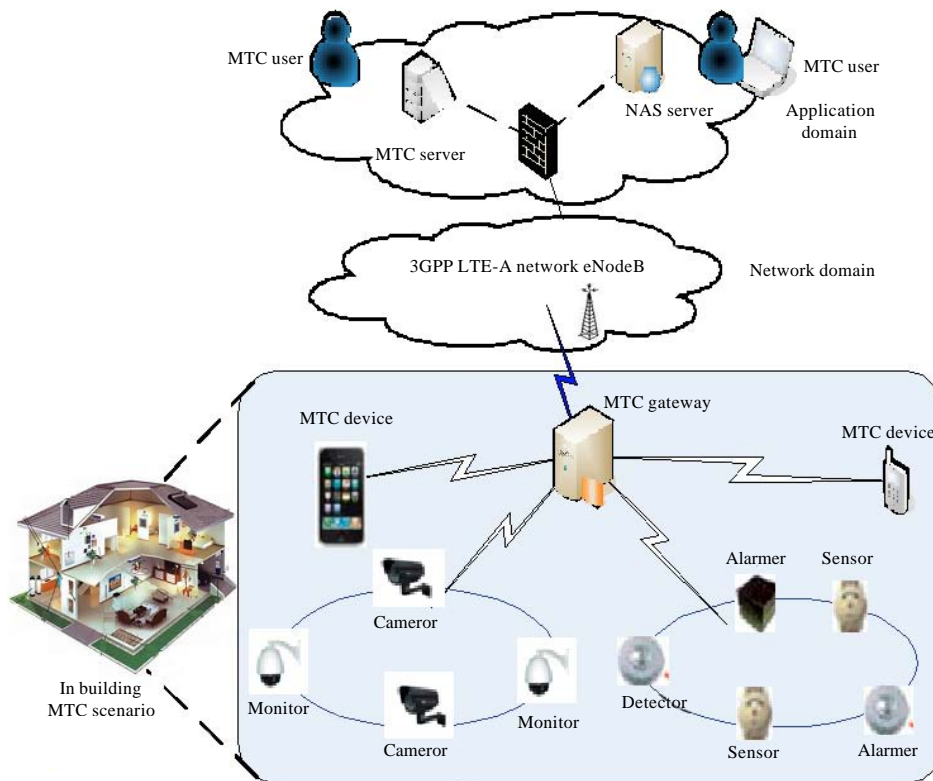 MTC user
MTC server
NAS server
MTC user
Application
domain
3GPP LTE-A network eNodeB
Network domain
MTC gateway
MTC device
MTC device
Alarmer
Sensor
Cameror
Monitor
Cameror
Monitor
Detector
Sensor
Alarmer
In building
MTC scenario